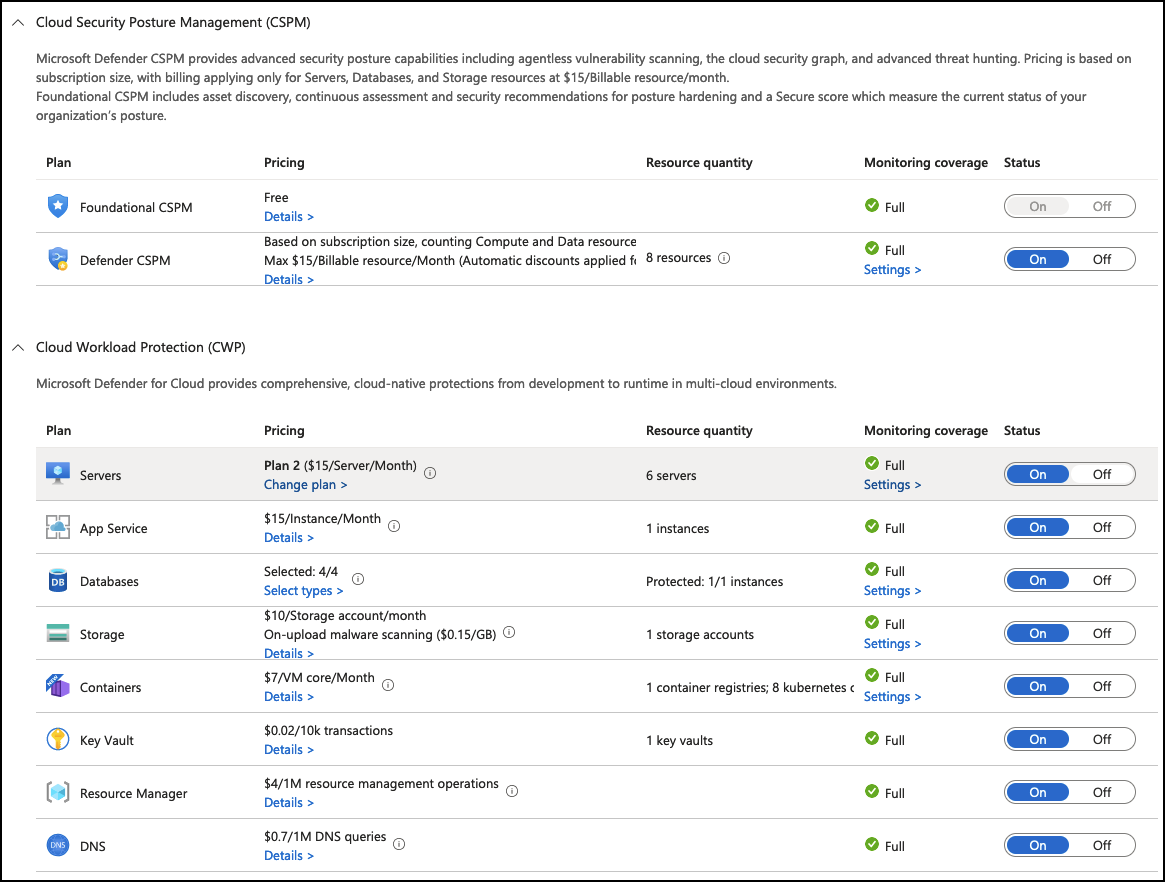 Cloud Security Posture Management (CSPM)
Microsoft Defender CSPM provides advanced security posture capabilities including agentless vulnerability scanning, the cloud security graph, and advanced threat hunting. Pricing is based on
subscription size, with billing applying only for Servers, Databases, and Storage resources at $15/Billable resource/month.
Foundational CSPM includes asset discovery, continuous assessment and security recommendations for posture hardening and a Secure score which measure the current status of your
organization's posture.
Plan Pricing Resource quantity Monitoring coverage Status
Free
Foundational CSPM Full On Off
Details >
Based on subscription size, counting Compute and Data resource
Full
Defender CSPM Max $15/Billable resource/Month (Automatic discounts applied 8 resources On Off
Settings >
Details >
Cloud Workload Protection (CWP)
Microsoft Defender for Cloud provides comprehensive, cloud-native protections from development to runtime in multi-cloud environments.
Plan Pricing Resource quantity Monitoring coverage Status
Plan 2 ($15/Server/Month) Full
Servers 6 servers On Off
Change plan > Settings >
$15/Instance/Month
App Service 1 instances Full On Off
Details >
Selected: 4/4 Full
DB Databases Protected: 1/1 instances On Off
Select types > Settings >
$10/Storage account/month Full
Storage On-upload malware scanning ($0.15/GB) 1 storage accounts On Off
Details > Settings >
$7/VM core/Month Full
NEW Containers 1 container registries; 8 kubernetes On Off
Details > Settings >
$0.02/10k transactions
Key Vault 1 key vaults Full On Off
Details >
$4/1M resource management operations
Resource Manager Full On Off
Details >
$0.7/1M DNS queries
DNS DNS Full On Off
Details >